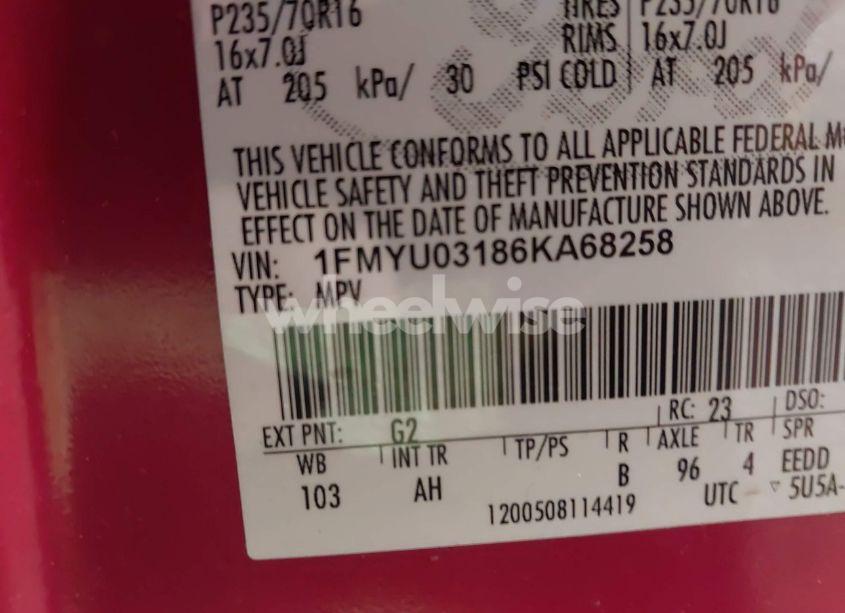 P235/70R16 TIRES P235/70R16
16x7.0J RIMS 16x7.0J
AT 205 kPa/ 30 PSI COLD AT 205 kPa/
THIS VEHICLE CONFORMS TO ALL APPLICABLE FEDERAL M
VEHICLE SAFETY AND THEFT PREVENTION STANDARDS IN
EFFECT ON THE DATE OF MANUFACTURE SHOWN ABOVE.
VIN: 1FMYU03186KA68258
TYPE: MPV
wheelwise
EXT PNT: G2 RC: 23 DSO:
WB INT TR TP/PS R AXLE TR SPR
103 AH B 96 4 EEDD
1200508114419 UTC 5U5A-